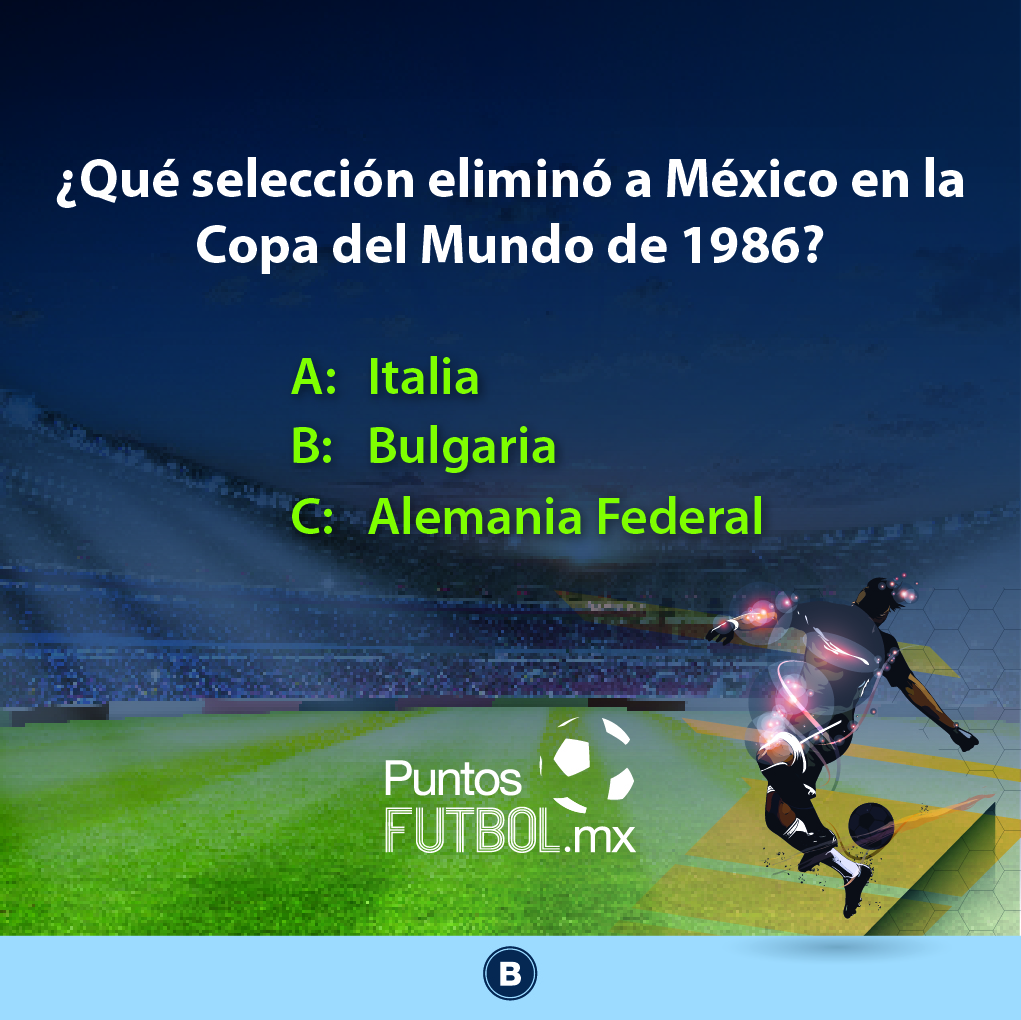 ¿Qué selección eliminó a México en la
Copa del Mundo de 1986?
A: Italia
B: Bulgaria
C: Alemania Federal
Puntos
FUTBOL.mx
B